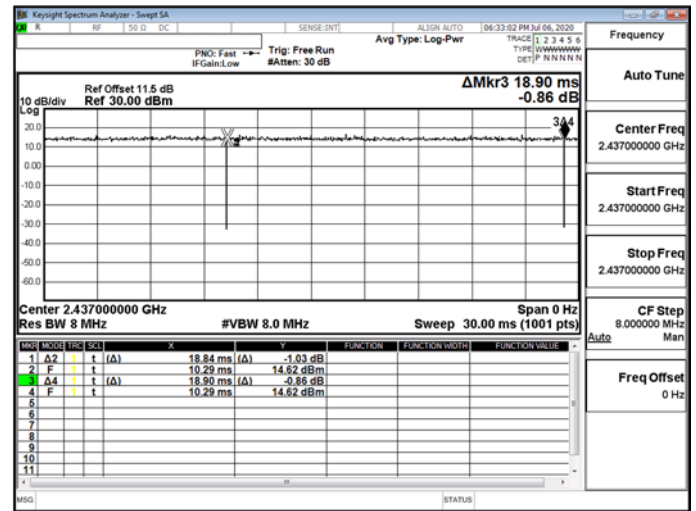 Keysight Spectrum Analyzer - Swept SA
R RF 50 Ω DC SENSE:INT ALIGN AUTO 06:33:02 PM Jul 06, 2020
PNO: Fast Trig: Free Run Avg Type: Log-Pwr TRACE 1 2 3 4 5 6
IFGain:Low #Atten: 30 dB TYPE WWWWWW
DET P N N N N N
Frequency
Auto Tune
Center Freq
2.437000000 GHz
Start Freq
2.437000000 GHz
Stop Freq
2.437000000 GHz
CF Step
8.000000 MHz
Auto Man
Freq Offset
0 Hz
ΔMkr3 18.90 ms
-0.86 dB
Ref Offset 11.5 dB
10 dB/div Ref 30.00 dBm
Log
20.0
10.0
0.00
-10.0
-20.0
-30.0
-40.0
-50.0
-60.0
3Δ4
Center 2.437000000 GHz Span 0 Hz
Res BW 8 MHz #VBW 8.0 MHz Sweep 30.00 ms (1001 pts)
MKR MODE TRC SCL X Y FUNCTION FUNCTION WIDTH FUNCTION VALUE
1 Δ2 1 t (Δ) 18.84 ms (Δ) -1.03 dB
2 F 1 t 10.29 ms 14.62 dBm
3 Δ4 1 t (Δ) 18.90 ms (Δ) -0.86 dB
4 F 1 t 10.29 ms 14.62 dBm
5
6
7
8
9
10
11
MSG STATUS